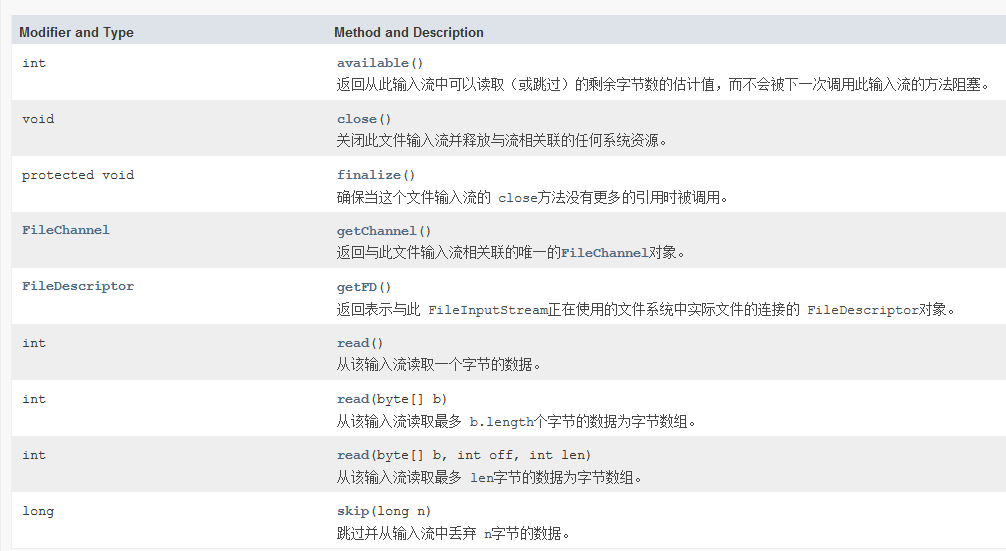 Modifier and Type Method and Description
int available()
返回从此输入流中可以读取（或跳过）的剩余字节数的估计值，而不会被下一次调用此输入流的方法阻塞。
void close()
关闭此文件输入流并释放与流相关联的任何系统资源。
protected void finalize()
确保当这个文件输入流的 close方法没有更多的引用时被调用。
FileChannel getChannel()
返回与此文件输入流相关联的唯一的FileChannel对象。
FileDescriptor getFD()
返回表示与此 FileInputStream正在使用的文件系统中实际文件的连接的 FileDescriptor对象。
int read()
从该输入流读取一个字节的数据。
int read(byte[] b)
从该输入流读取最多 b.length个字节的数据为字节数组。
int read(byte[] b, int off, int len)
从该输入流读取最多 len字节的数据为字节数组。
long skip(long n)
跳过并从输入流中丢弃 n字节的数据。